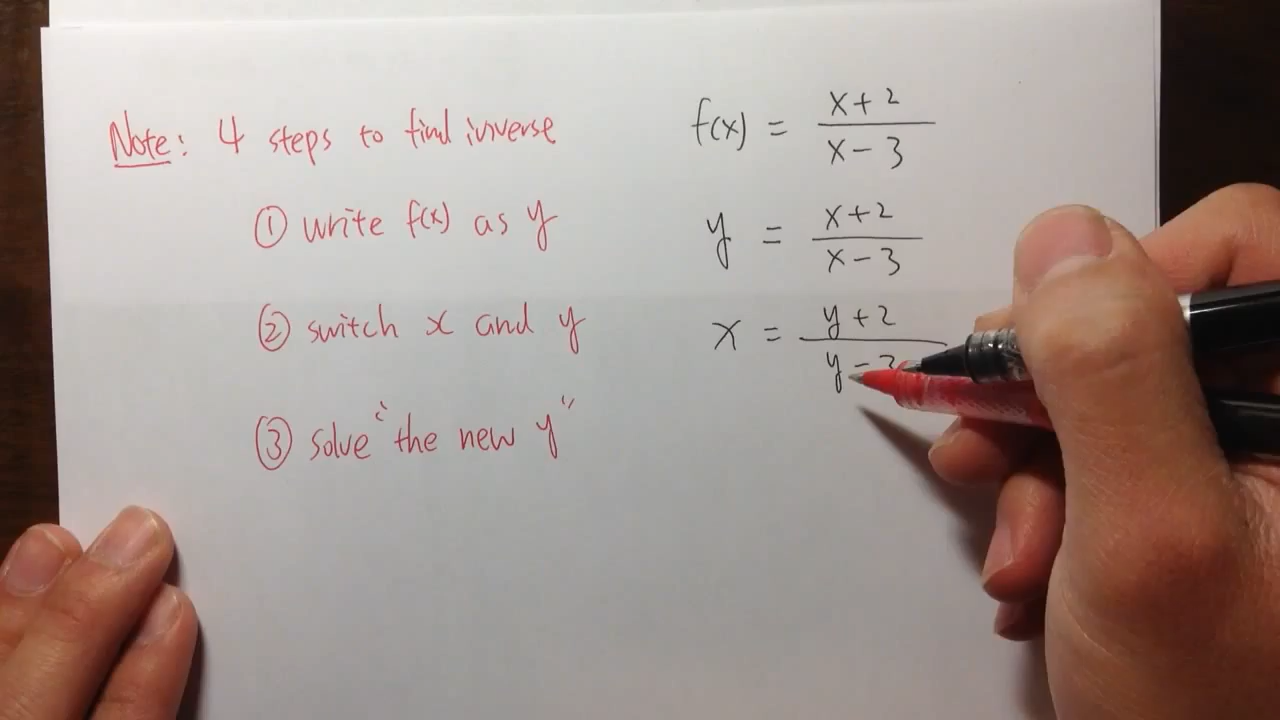 Note: 4 steps to find inverse
① write f(x) as y
② switch x and y
③ solve "the new y"
f(x) = x+2 / x-3
y = x+2 / x-3
x = y+2 / y-3